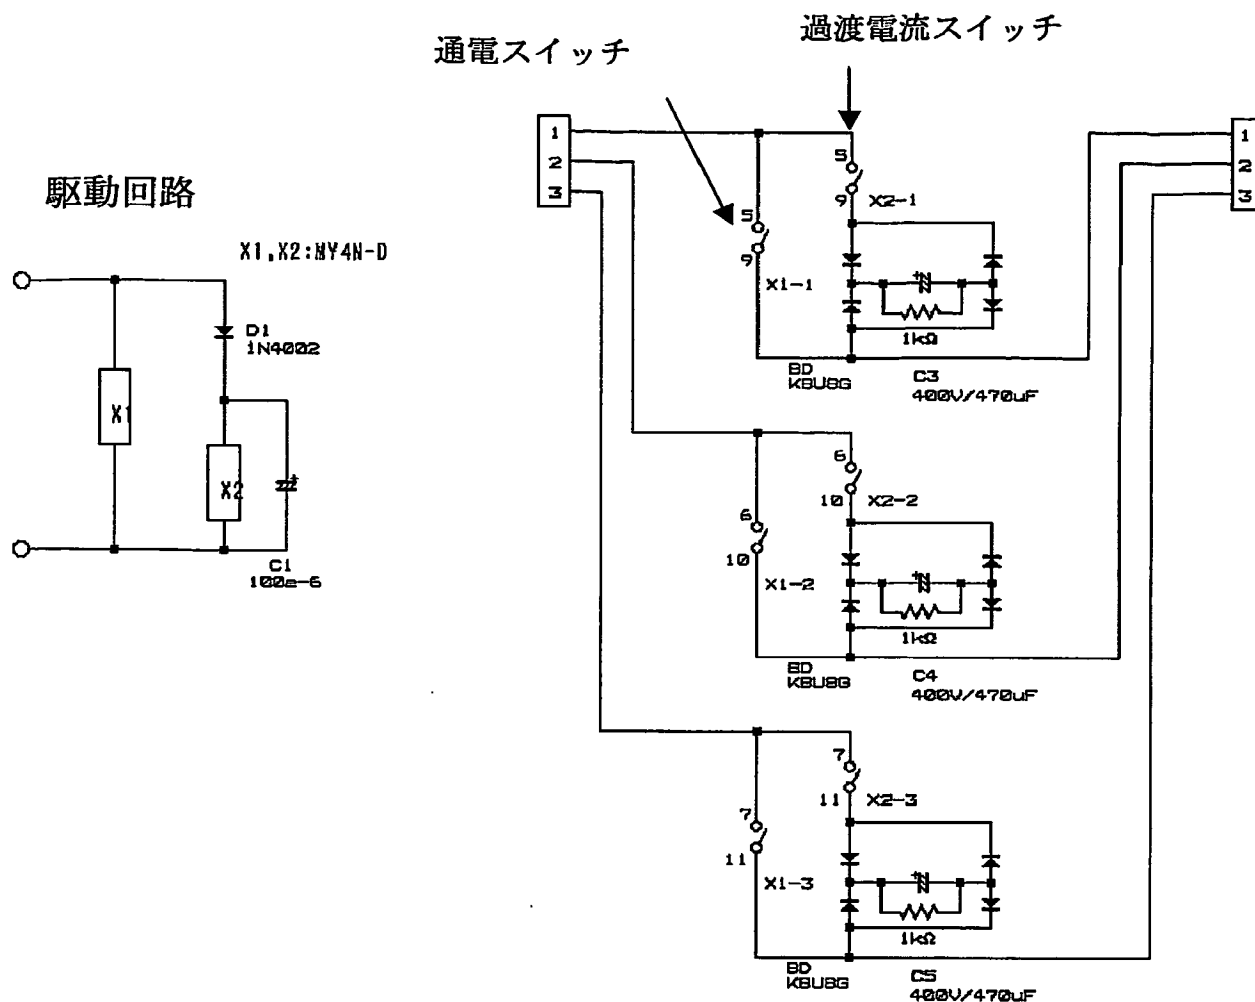 通電スイッチ
過渡電流スイッチ
駆動回路
X1,X2:MY4N-D
D1
1N4002
X1
X2
C1
100e-6
1
2
3
1
2
3
5
9
X1-1
5
9
X2-1
1kΩ
BD
KBU8G
C3
400V/470uF
6
10
X1-2
6
10
X2-2
1kΩ
BD
KBU8G
C4
400V/470uF
7
11
X1-3
7
11
X2-3
1kΩ
BD
KBU8G
C5
400V/470uF